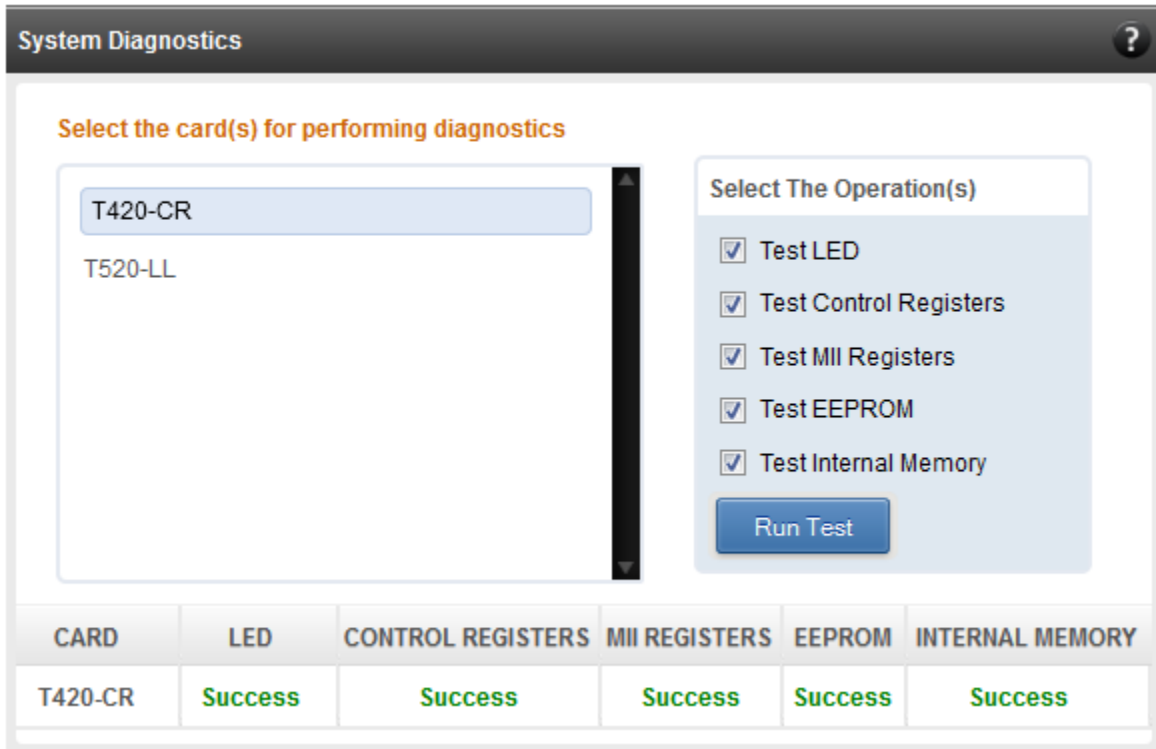 System Diagnostics
?
Select the card(s) for performing diagnostics
T420-CR
T520-LL
Select The Operation(s)
Test LED
Test Control Registers
Test MII Registers
Test EEPROM
Test Internal Memory
Run Test
CARD LED CONTROL REGISTERS MII REGISTERS EEPROM INTERNAL MEMORY
T420-CR Success Success Success Success Success